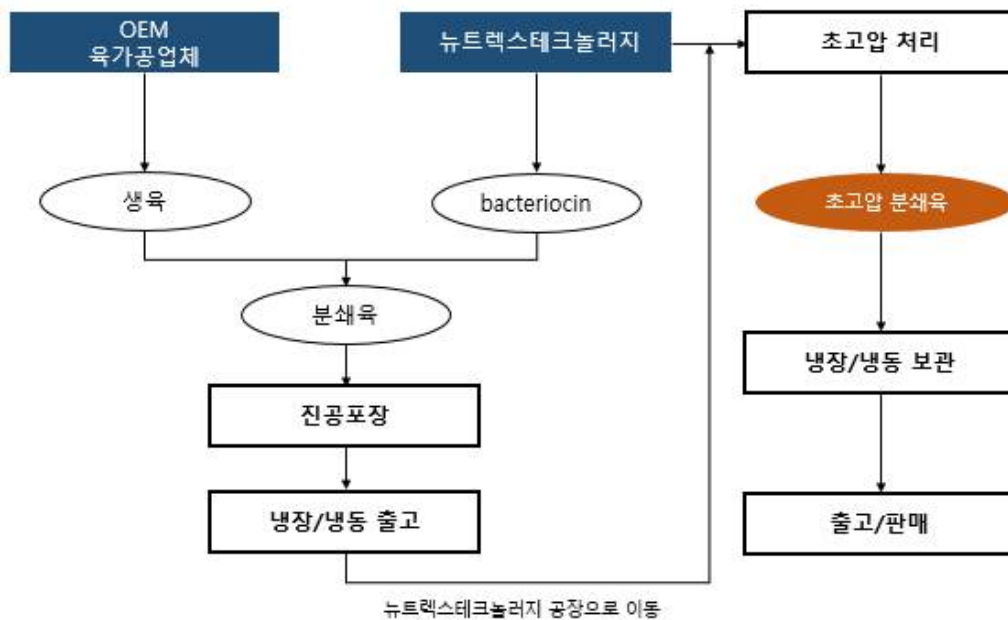 OEM
육가공업체
뉴트렉스테크놀러지
초고압 처리
생육
bacteriocin
초고압 분쇄육
분쇄육
냉장/냉동 보관
진공포장
냉장/냉동 출고
출고/판매
뉴트렉스테크놀러지 공장으로 이동